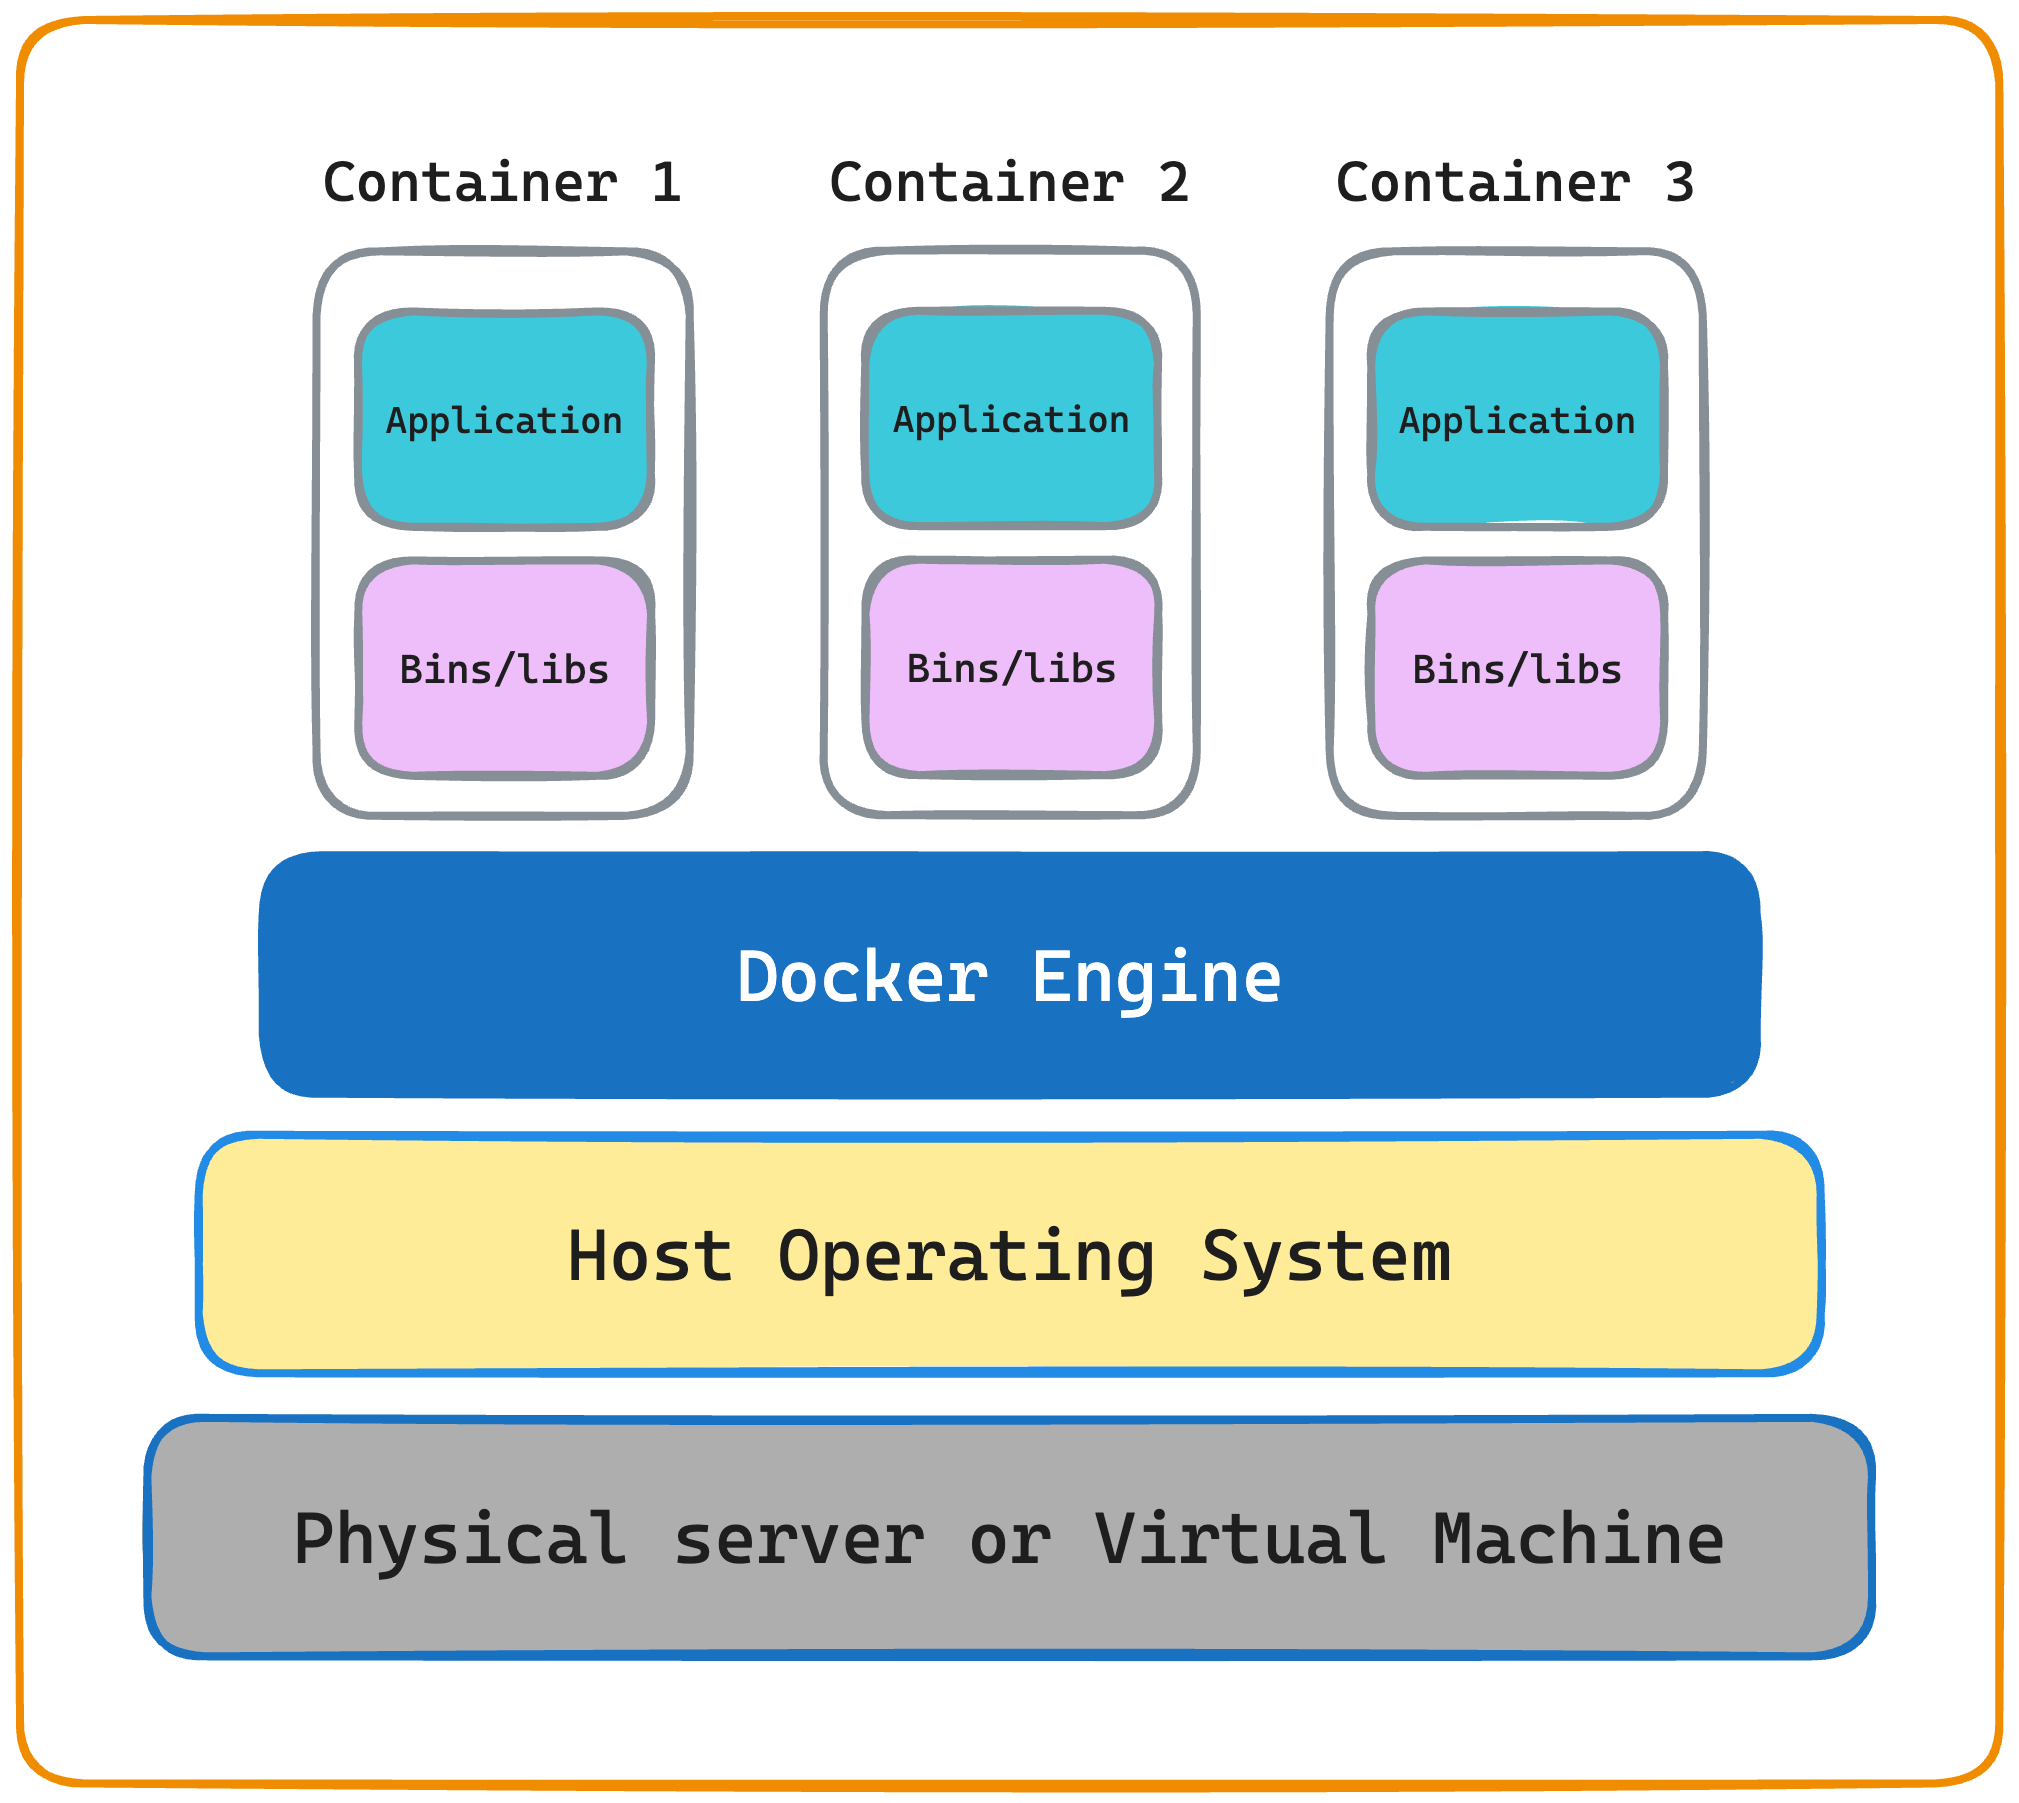 Container 1
Container 2
Container 3
Application
Application
Application
Bins/libs
Bins/libs
Bins/libs
Docker Engine
Host Operating System
Physical server or Virtual Machine